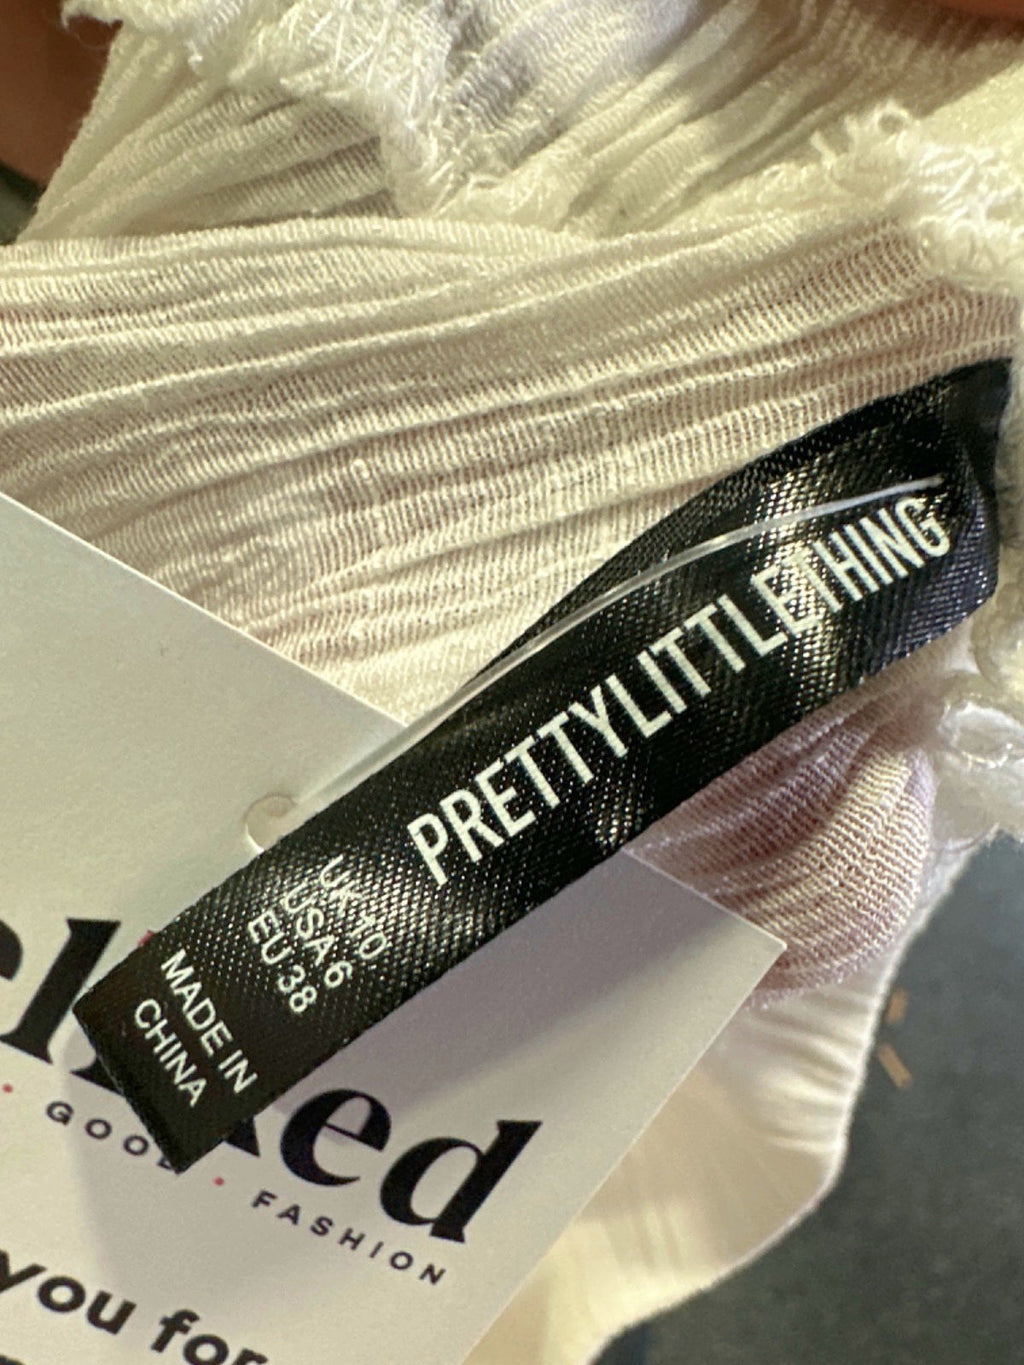 PRETTYLITTLETHING
UK 10
USA 6
EU 38
MADE IN
CHINA
GOOD · FASHION
you for